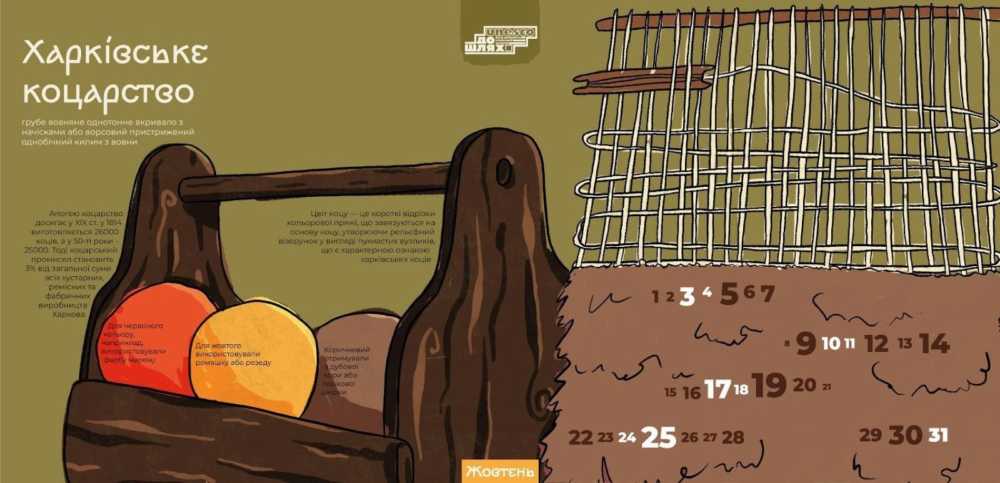 Харківське
коцарство
грубе вовняне однотонне вкривало з
начісками або ворсовий пристрижений
однобічний килим з вовни
unesco
до
шлях
Апогею коцарство
досягає у XIX ст. у 1814
виготовляється 26000
коців, а у 50-ті роки –
25000. Тоді коцарський
промисел становить
3% від загальної суми
всіх кустарних,
ремісних та
фабричних
виробництв
Харкова
Цвіт коцу — це короткі відрізки
кольорової пряжі, що завязуються на
основу коцу, утворюючи рельєфний
візерунок у вигляді пухнастих вузликів,
що є характерною ознакою
харківських коців
Для червоного
кольору,
наприклад,
використовували
фарбу марену
Для жовтого
використовували
ромашку або резеду
Коричневий
отримували
з дубової
кори або
горіхової
шкірки
1 2 3 4 5 6 7
8 9 10 11 12 13 14
15 16 17 18 19 20 21
22 23 24 25 26 27 28
29 30 31
Жовтень